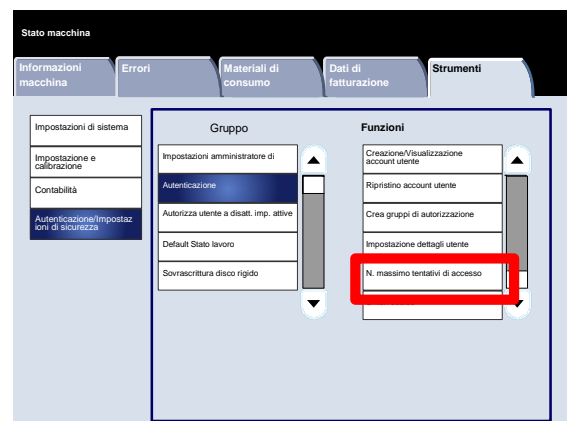 Stato macchina
Informazioni macchina
Errori
Materiali di consumo
Dati di fatturazione
Strumenti
Gruppo
Funzioni
Impostazioni di sistema
Impostazione e calibrazione
Contabilità
Autenticazione/Impostaz
ioni di sicurezza
Impostazioni amministratore di
Autenticazione
Autorizza utente a disatt. imp. attive
Default Stato lavoro
Sovrascrittura disco rigido
Creazione/Visualizzazione
account utente
Ripristino account utente
Crea gruppi di autorizzazione
Impostazione dettagli utente
N. massimo tentativi di accesso